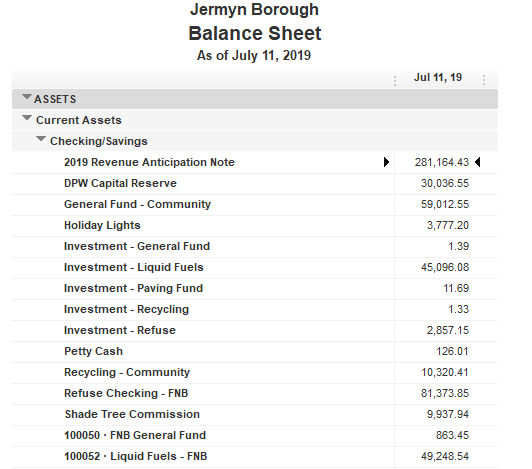 Jermyn Borough
Balance Sheet
As of July 11, 2019
Jul 11, 19
ASSETS
Current Assets
Checking/Savings
2019 Revenue Anticipation Note 281,164.43
DPW Capital Reserve 30,036.55
General Fund - Community 59,012.55
Holiday Lights 3,777.20
Investment - General Fund 1.39
Investment - Liquid Fuels 45,096.08
Investment - Paving Fund 11.69
Investment - Recycling 1.33
Investment - Refuse 2,857.15
Petty Cash 126.01
Recycling - Community 10,320.41
Refuse Checking - FNB 81,373.85
Shade Tree Commission 9,937.94
100050 · FNB General Fund 863.45
100052 · Liquid Fuels - FNB 49,248.54